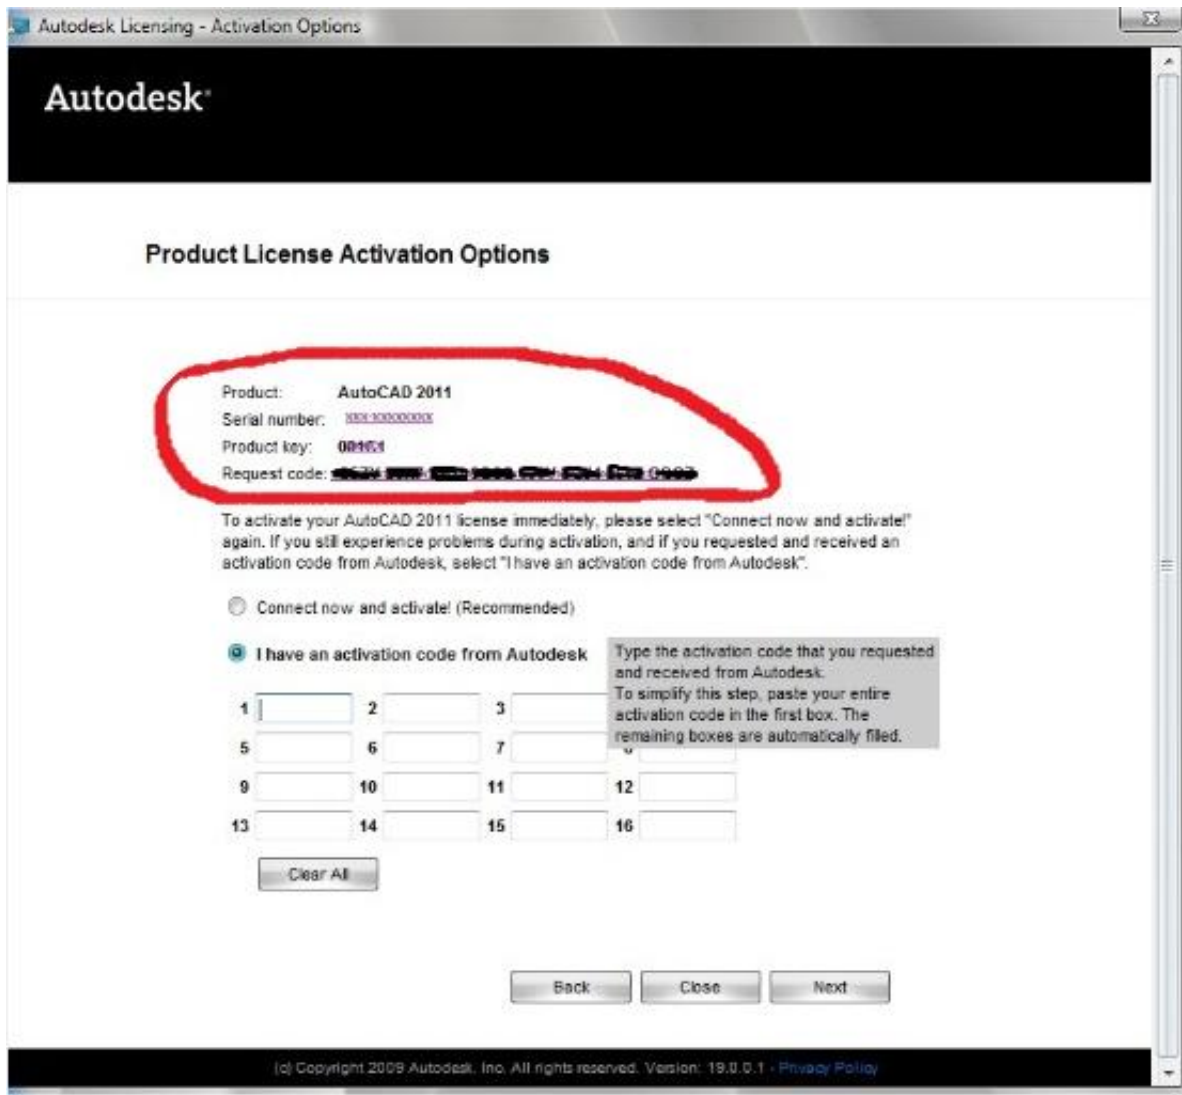 Autodesk Licensing - Activation Options
Autodesk
Product License Activation Options
Product: AutoCAD 2011
Serial number: XXX-XXXXXXXX
Product key:
Request code:
To activate your AutoCAD 2011 license immediately, please select "Connect now and activate!"
again. If you still experience problems during activation, and if you requested and received an
activation code from Autodesk, select "I have an activation code from Autodesk".
Connect now and activate! (Recommended)
I have an activation code from Autodesk
Type the activation code that you requested
and received from Autodesk.
To simplify this step, paste your entire
activation code in the first box. The
remaining boxes are automatically filled.
1 2 3
5 6 7
9 10 11 12
13 14 15 16
Clear All
Back Close Next
(c) Copyright 2009 Autodesk, Inc. All rights reserved. Version: 19.0.0.1 - Privacy Policy